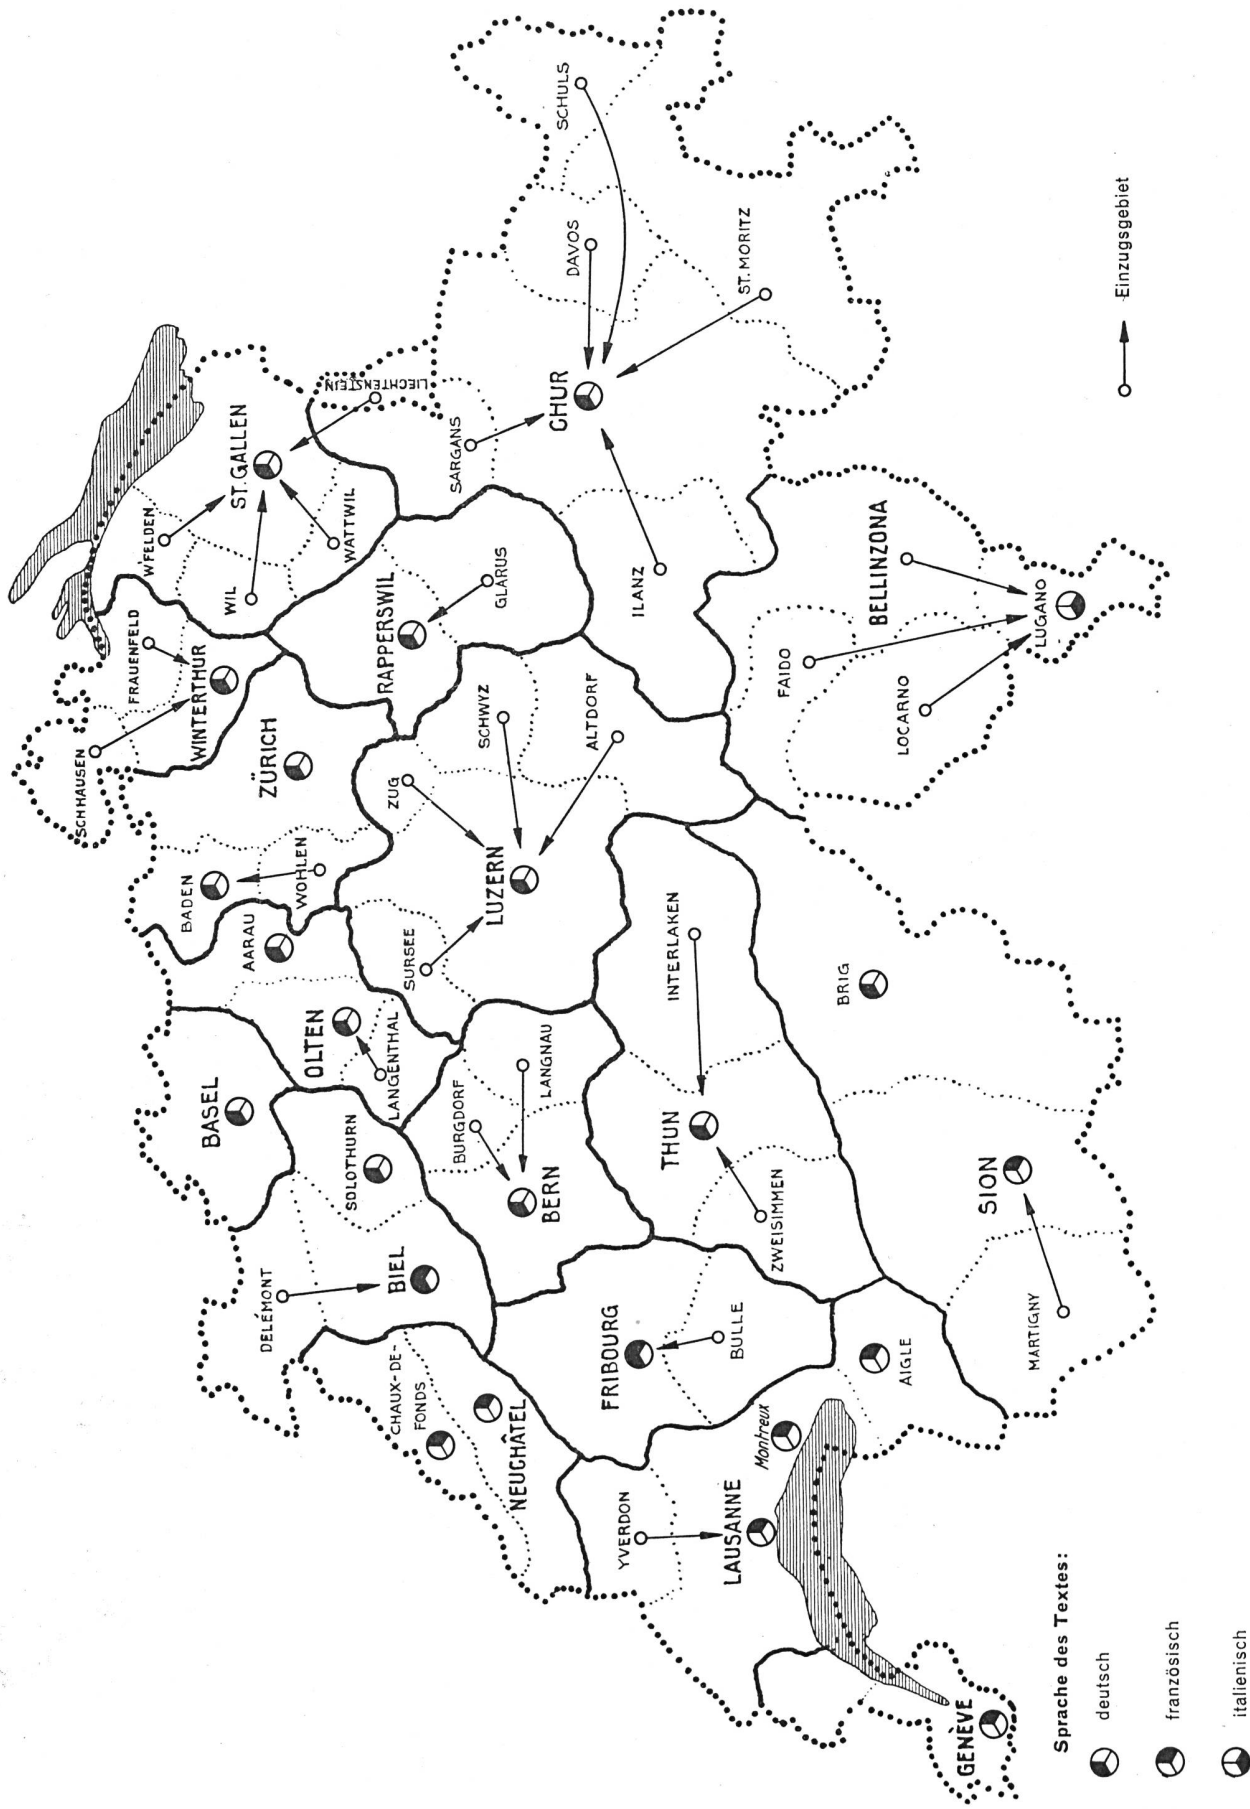 SCHHAUSEN
FRAUENFELD
WINTERTHUR
WFELDEN
ST. GALLEN
WIL
WATTWIL
LIECHTENSTEIN
ZÜRICH
BADEN
WOHLEN
AARAU
BASEL
OLTEN
LANGENTHAL
SOLOTHURN
DELÉMONT
BIEL
CHAUX-DE-
FONDS
NEUCHÂTEL
BURGDORF
LANGNAU
BERN
SURSEE
LUZERN
ZUG
SCHWYZ
ALTDORF
RAPPERSWIL
GLARUS
SARGANS
CHUR
DAVOS
SCHULS
ST. MORITZ
ILANZ
INTERLAKEN
THUN
ZWEISIMMEN
FRIBOURG
BULLE
YVERDON
LAUSANNE
Montreux
AIGLE
GENÈVE
MARTIGNY
SION
BRIG
FAIDO
LOCARNO
BELLINZONA
LUGANO
Sprache des Textes:
deutsch
französisch
italienisch
Einzugsgebiet